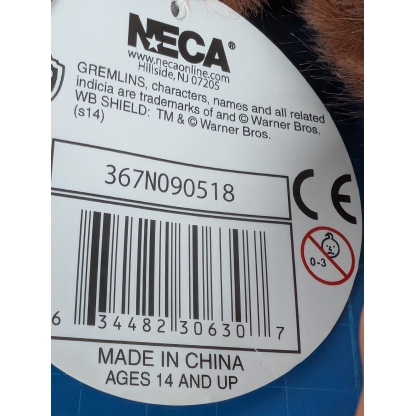 NECA®
www.necaonline.com
Hillside, NJ 07205
GREMLINS, characters, names and all related
indicia are trademarks of and © Warner Bros.
WB SHIELD: TM & © Warner Bros.
(s14)
367N090518
CE
0-3
6 34482 30630 7
MADE IN CHINA
AGES 14 AND UP